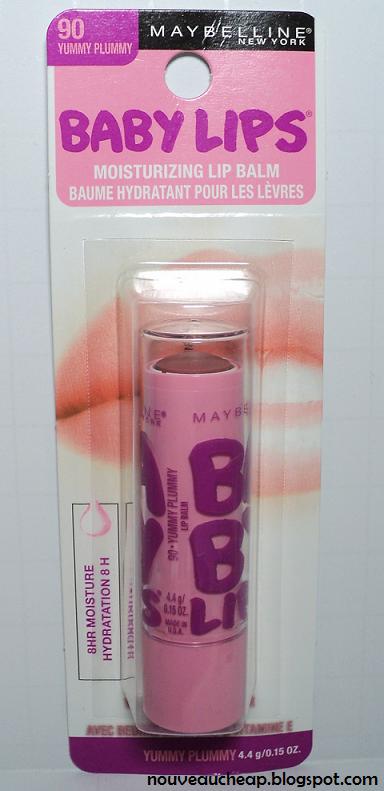 90
YUMMY PLUMMY
MAYBELLINE
NEW YORK
BABY LIPS®
MOISTURIZING LIP BALM
BAUME HYDRATANT POUR LES LÈVRES
MAYBE
90 • YUMMY PLUMMY
LIP BALM
4.4 g/
0.15 OZ.
MADE IN
U.S.A.
8HR MOISTURE
HYDRATATION 8 H
AVEC
E
YUMMY PLUMMY 4.4 g/0.15 OZ.
nouveaucheap.blogspot.com